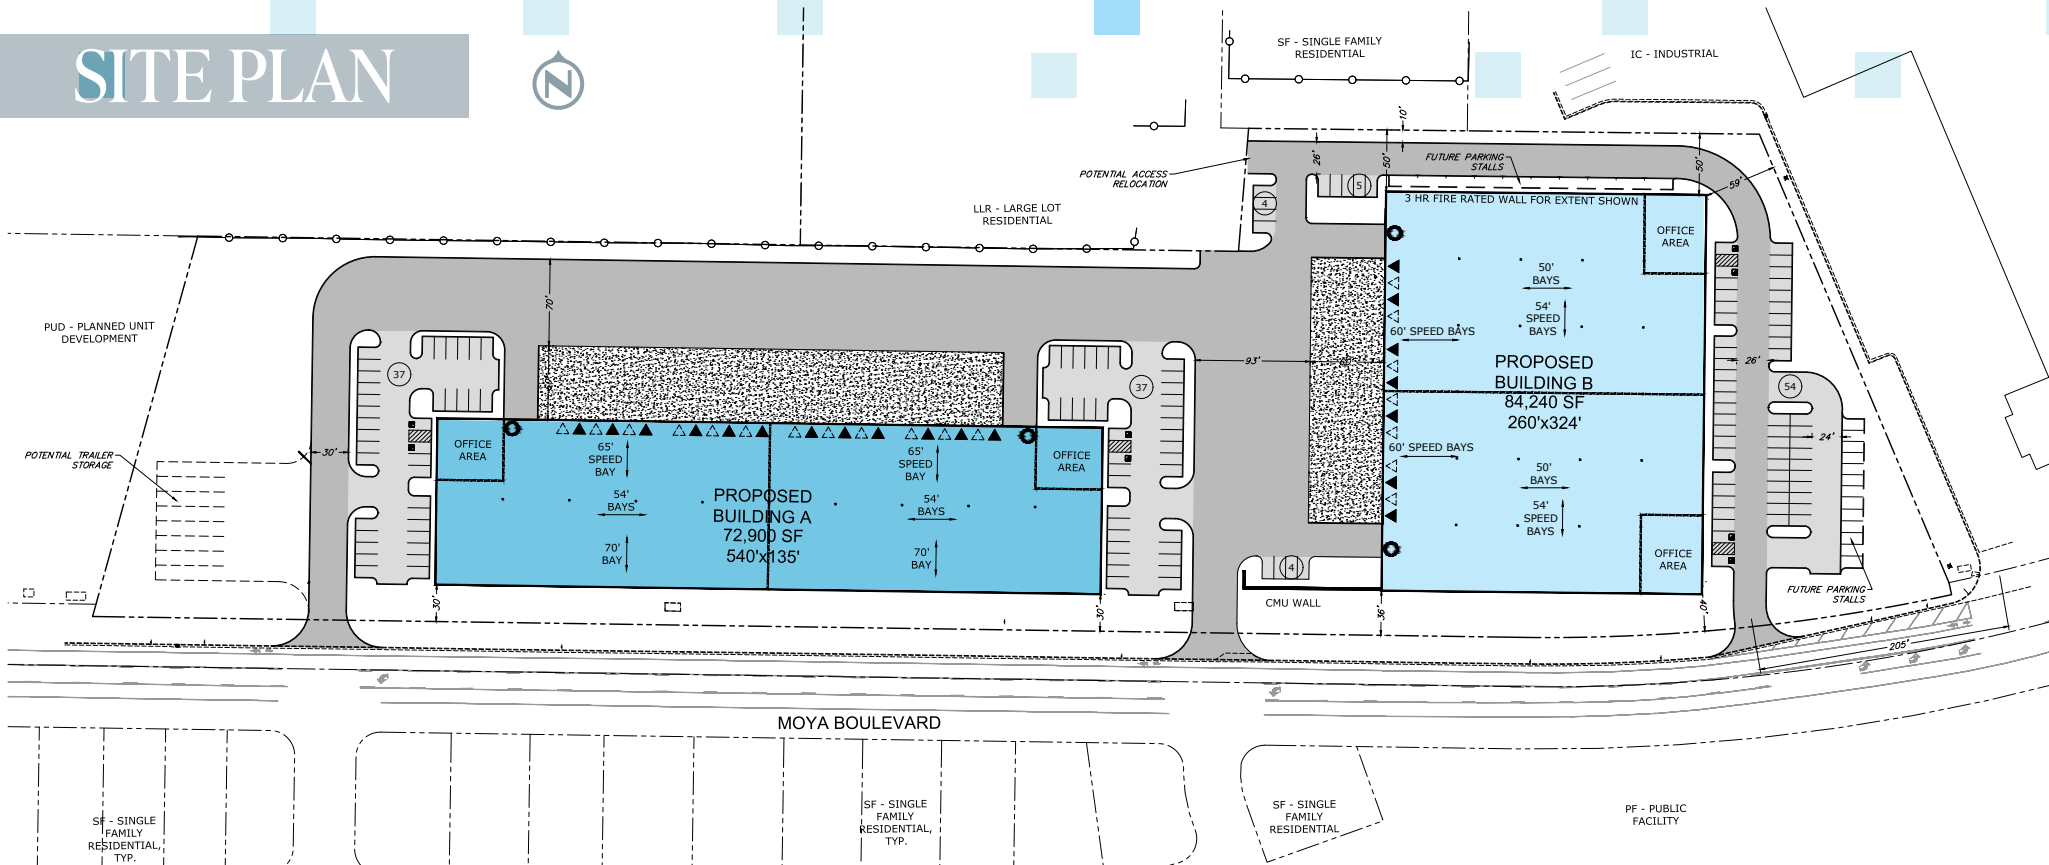 SITE PLAN
N
SF - SINGLE FAMILY
RESIDENTIAL
IC - INDUSTRIAL
10'
26'
50'
FUTURE PARKING
STALLS
50'
59'
POTENTIAL ACCESS
RELOCATION
5
4
3 HR FIRE RATED WALL FOR EXTENT SHOWN
LLR - LARGE LOT
RESIDENTIAL
OFFICE
AREA
50'
BAYS
54'
SPEED
BAYS
60' SPEED BAYS
PUD - PLANNED UNIT
DEVELOPMENT
70'
93'
26'
PROPOSED
BUILDING B
84,240 SF
260'x324'
37
37
54
24'
OFFICE
AREA
65'
SPEED
BAY
65'
SPEED
BAY
OFFICE
AREA
60' SPEED BAYS
30'
POTENTIAL TRAILER
STORAGE
50'
BAYS
54'
SPEED
BAYS
54'
BAYS
PROPOSED
BUILDING A
72,900 SF
540'x135'
54'
BAYS
70'
BAY
70'
BAY
OFFICE
AREA
4
CMU WALL
30'
30'
36'
40'
FUTURE PARKING
STALLS
205'
MOYA BOULEVARD
SF - SINGLE
FAMILY
RESIDENTIAL,
TYP.
SF - SINGLE
FAMILY
RESIDENTIAL,
TYP.
SF - SINGLE
FAMILY
RESIDENTIAL
PF - PUBLIC
FACILITY